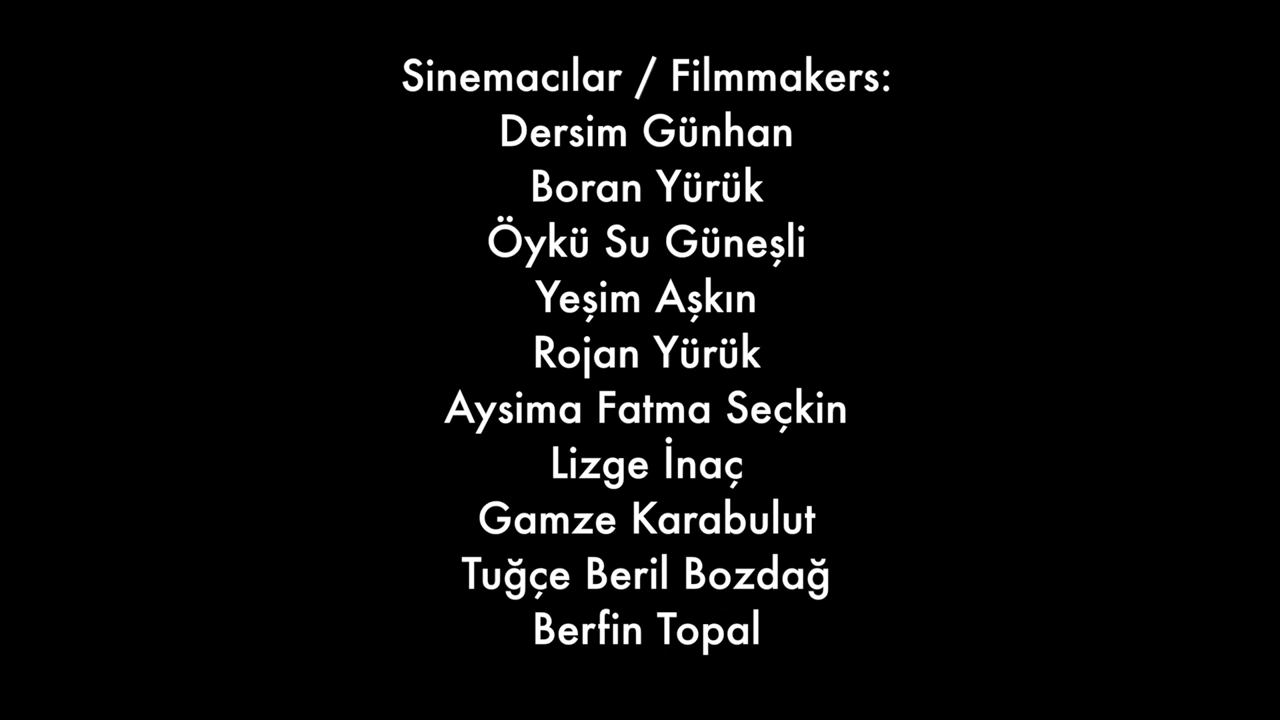 Sinemacılar / Filmmakers:
Dersim Günhan
Boran Yürük
Öykü Su Güneşli
Yeşim Aşkın
Rojan Yürük
Aysima Fatma Seçkin
Lizge İnaç
Gamze Karabulut
Tuğçe Beril Bozdağ
Berfin Topal